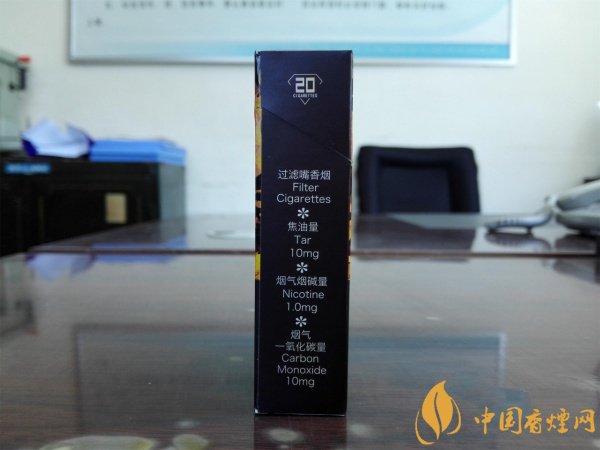 20
CIGARETTES
过滤嘴香烟
Filter
Cigarettes
焦油量
Tar
10mg
烟气烟碱量
Nicotine
1.0mg
烟气
一氧化碳量
Carbon
Monoxide
10mg
中国香煙网